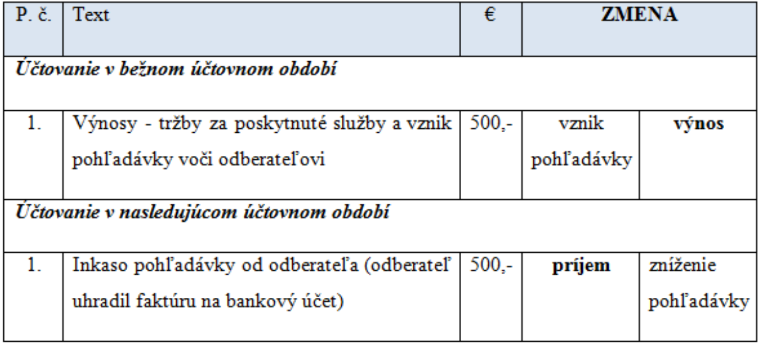 P. č. Text € ZMENA
Účtovanie v bežnom účtovnom období
1. Výnosy - tržby za poskytnuté služby a vznik 500,- vznik výnos
pohľadávky voči odberateľovi pohľadávky
Účtovanie v nasledujúcom účtovnom období
1. Inkaso pohľadávky od odberateľa (odberateľ 500,- príjem zníženie
uhradil faktúru na bankový účet) pohľadávky